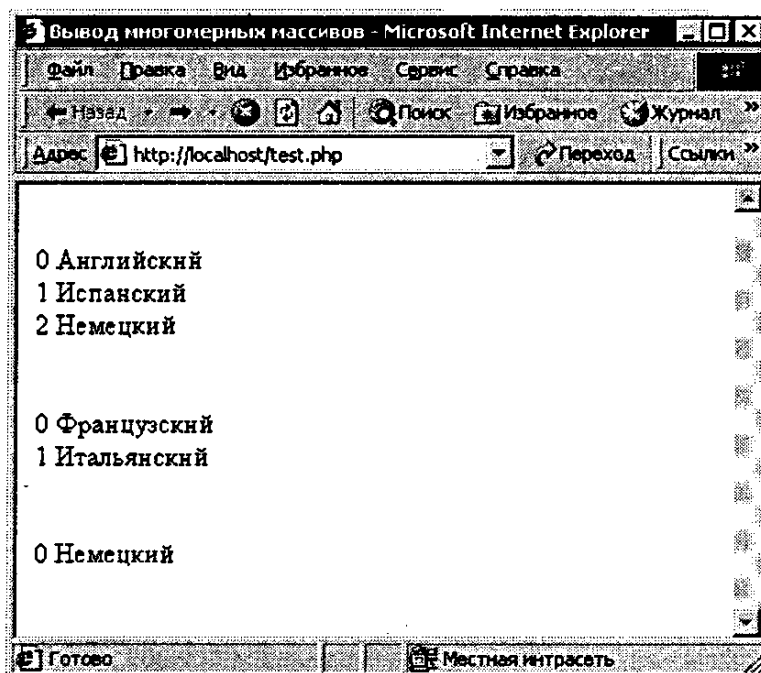 Вывод многомерных массивов - Microsoft Internet Explorer
Файл Правка Вид Избранное Сервис Справка
Назад Поиск Избранное Журнал »
Адрес http://localhost/test.php Переход Ссылки »
0 Английский
1 Испанский
2 Немецкий
0 Французский
1 Итальянский
0 Немецкий
Готово Местная интрасеть